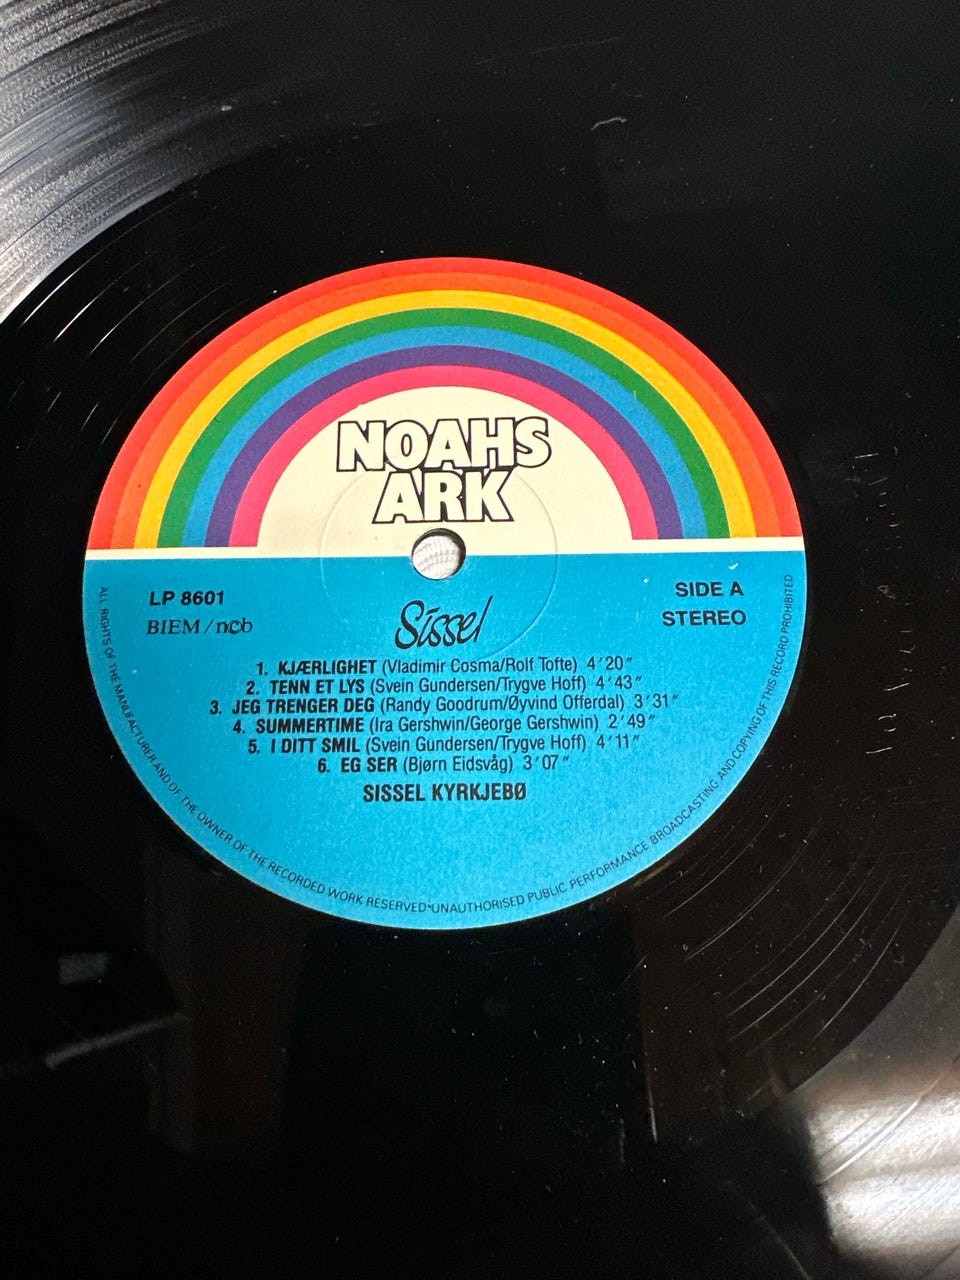 NOAHS
ARK
LP 8601
BIEM/ncb
SIDE A
STEREO
Sissel
1. KJÆRLIGHET (Vladimir Cosma/Rolf Tofte) 4'20"
2. TENN ET LYS (Svein Gundersen/Trygve Hoff) 4'43"
3. JEG TRENGER DEG (Randy Goodrum/Øyvind Offerdal) 3'31"
4. SUMMERTIME (Ira Gershwin/George Gershwin) 2'49"
5. I DITT SMIL (Svein Gundersen/Trygve Hoff) 4'11"
6. EG SER (Bjørn Eidsvåg) 3'07"
SISSEL KYRKJEBØ
ALL RIGHTS OF THE MANUFACTURER AND OF THE OWNER OF THE RECORDED WORK RESERVED-UNAUTHORISED PUBLIC PERFORMANCE BROADCASTING AND COPYING OF THIS RECORD PROHIBITED